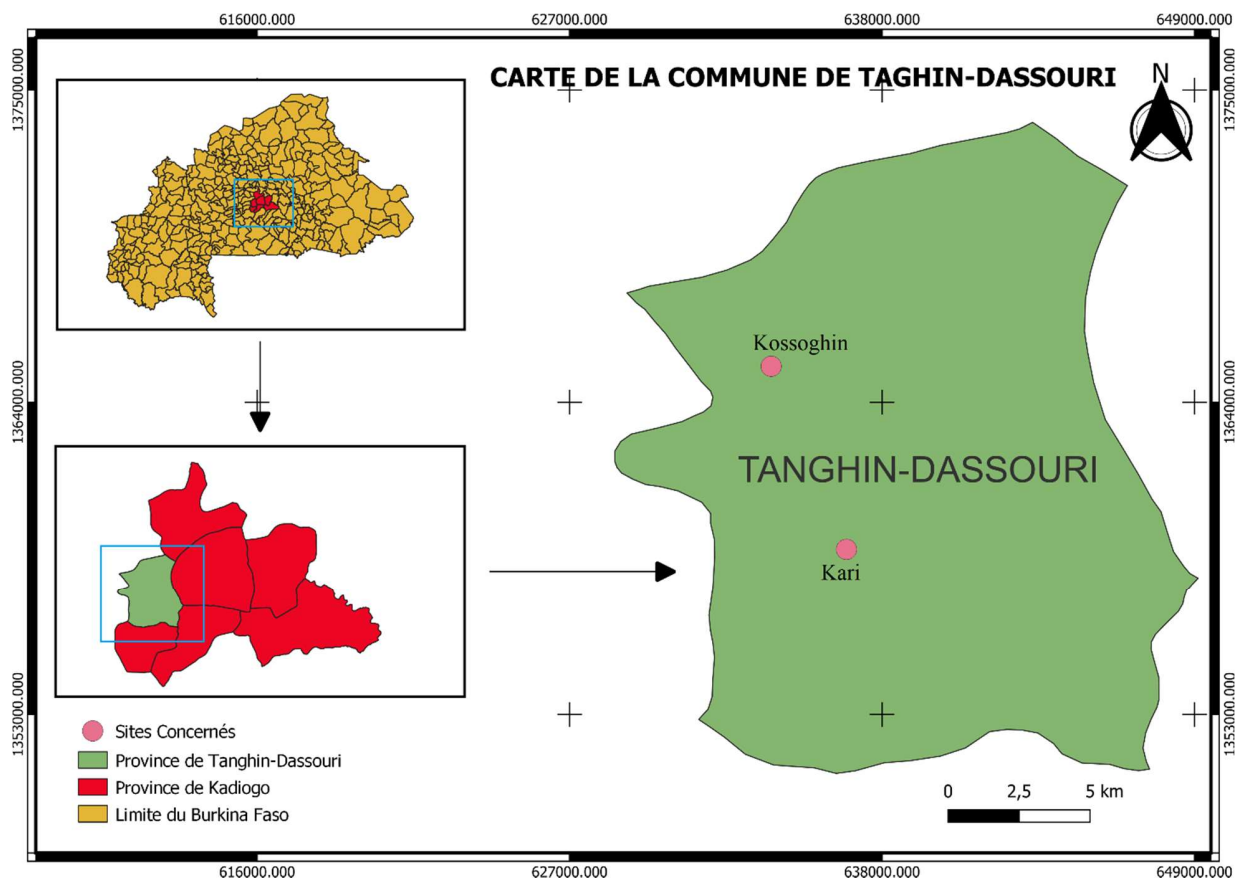 616000.000 627000.000 638000.000 649000.000
CARTE DE LA COMMUNE DE TAGHIN-DASSOURI
N
1375000.000 1375000.000
Kossoghin
1364000.000 1364000.000
TANGHIN-DASSOURI
Kari
1353000.000 1353000.000
Sites Concernés
Province de Tanghin-Dassouri
Province de Kadiogo
Limite du Burkina Faso
0 2,5 5 km
616000.000 627000.000 638000.000 649000.000